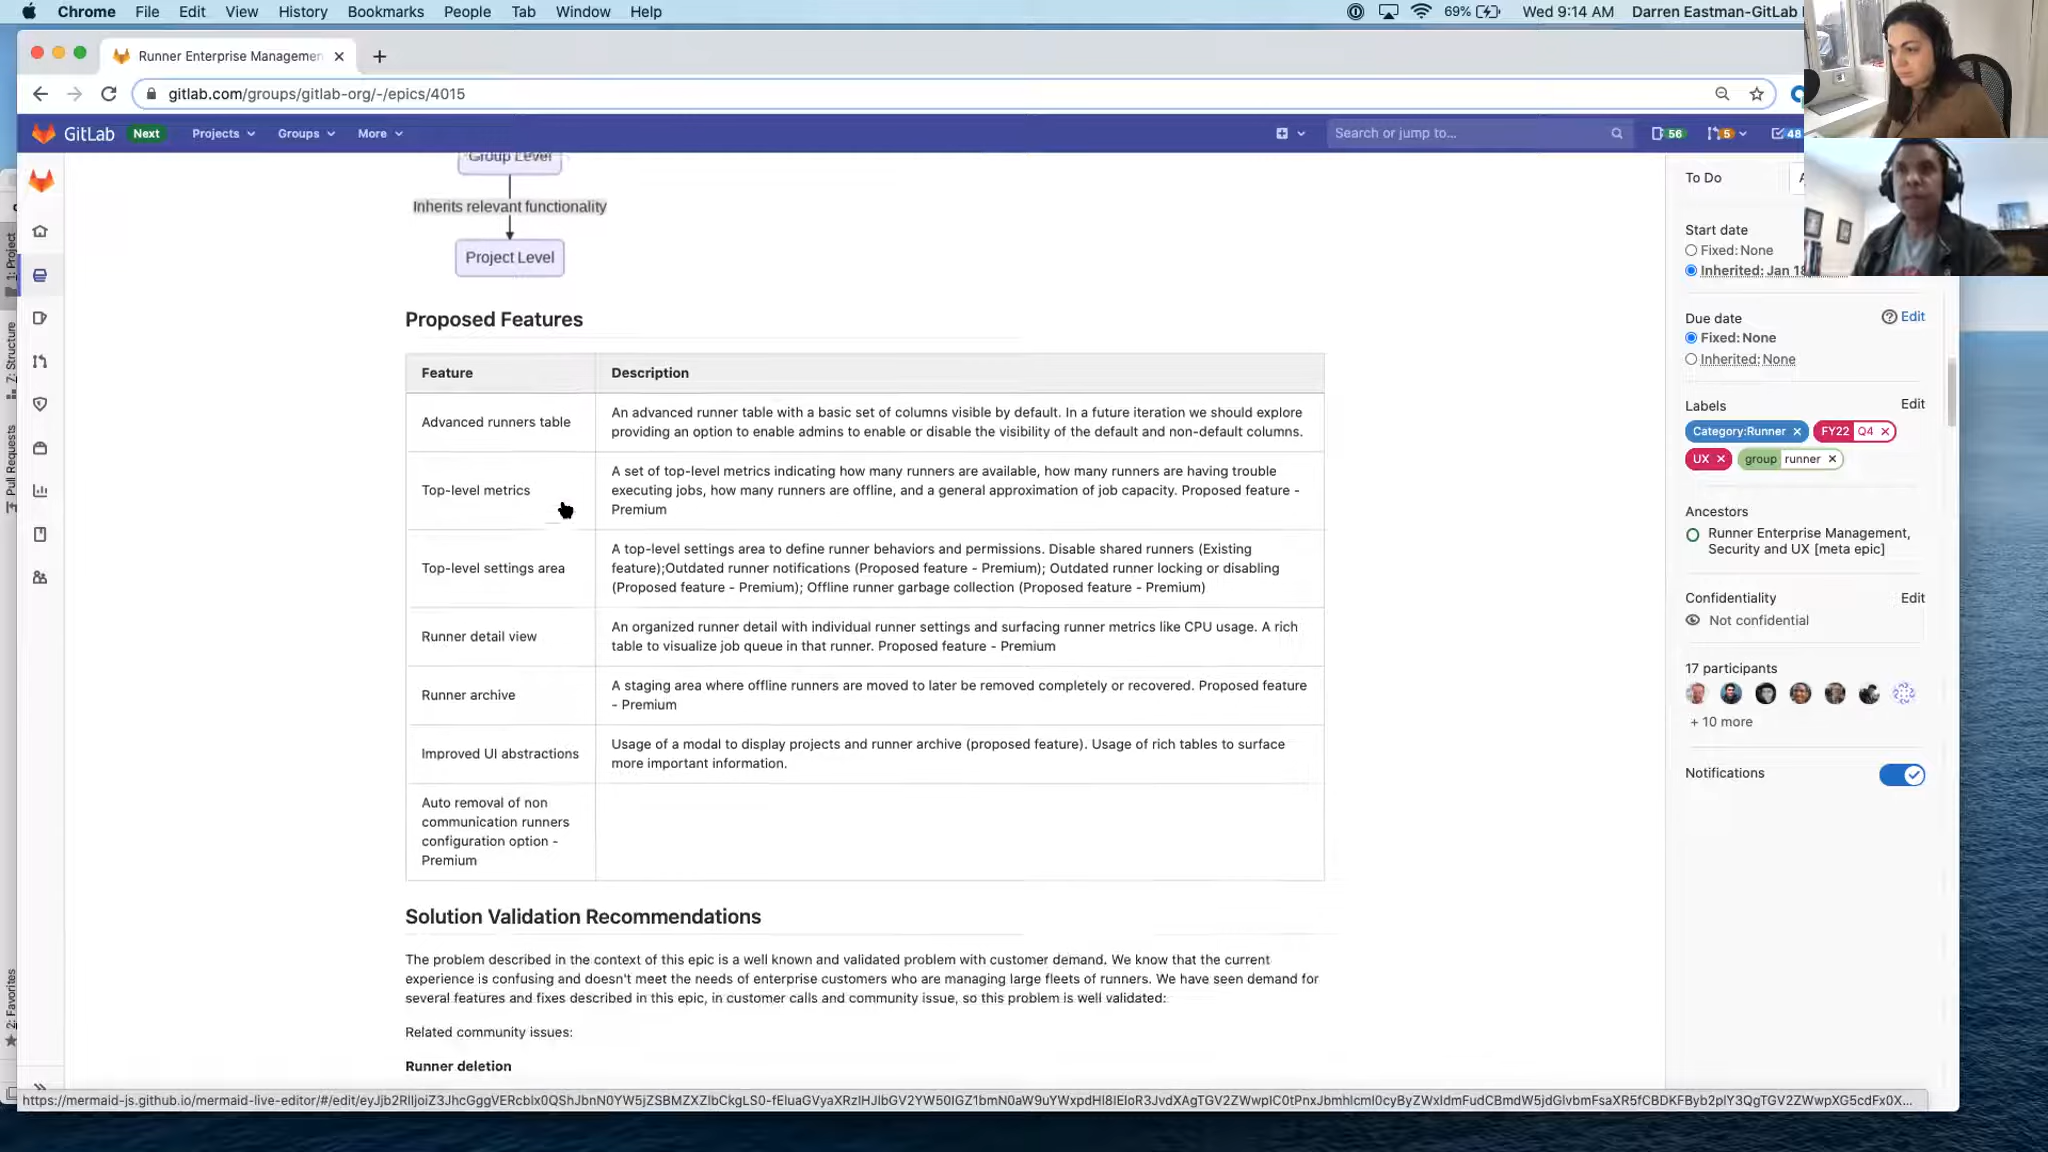 Chrome File Edit View History Bookmarks People Tab Window Help 69% Wed 9:14 AM Darren Eastman-GitLab
Runner Enterprise Managemen
gitlab.com/groups/gitlab-org/-/epics/4015
GitLab Next Projects Groups More Search or jump to... 56 5 48
Group Level
Inherits relevant functionality
Project Level
Proposed Features
Feature Description
Advanced runners table
An advanced runner table with a basic set of columns visible by default. In a future iteration we should explore
providing an option to enable admins to enable or disable the visibility of the default and non-default columns.
Top-level metrics
A set of top-level metrics indicating how many runners are available, how many runners are having trouble
executing jobs, how many runners are offline, and a general approximation of job capacity. Proposed feature -
Premium
Top-level settings area
A top-level settings area to define runner behaviors and permissions. Disable shared runners (Existing
feature);Outdated runner notifications (Proposed feature - Premium); Outdated runner locking or disabling
(Proposed feature - Premium); Offline runner garbage collection (Proposed feature - Premium)
Runner detail view
An organized runner detail with individual runner settings and surfacing runner metrics like CPU usage. A rich
table to visualize job queue in that runner. Proposed feature - Premium
Runner archive
A staging area where offline runners are moved to later be removed completely or recovered. Proposed feature
- Premium
Improved UI abstractions
Usage of a modal to display projects and runner archive (proposed feature). Usage of rich tables to surface
more important information.
Auto removal of non
communication runners
configuration option -
Premium
Solution Validation Recommendations
The problem described in the context of this epic is a well known and validated problem with customer demand. We know that the current
experience is confusing and doesn't meet the needs of enterprise customers who are managing large fleets of runners. We have seen demand for
several features and fixes described in this epic, in customer calls and community issue, so this problem is well validated:
Related community issues:
Runner deletion
To Do
Start date
Fixed: None
Inherited: Jan 18
Due date Edit
Fixed: None
Inherited: None
Labels Edit
Category:Runner FY22 Q4
UX group runner
Ancestors
Runner Enterprise Management,
Security and UX [meta epic]
Confidentiality Edit
Not confidential
17 participants
+ 10 more
Notifications
1: Project
Z: Structure
Pull Requests
2: Favorites